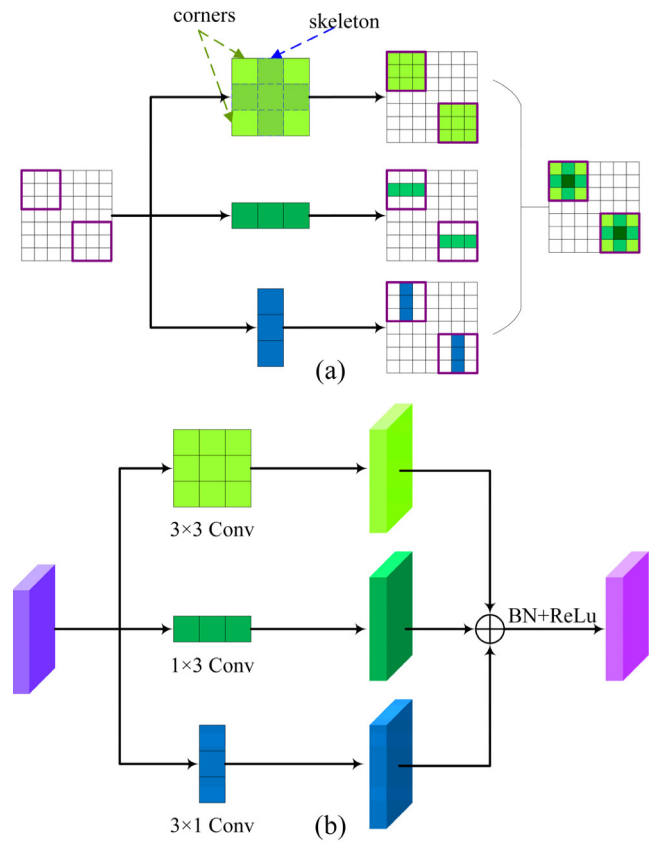 corners
skeleton
(a)
3×3 Conv
1×3 Conv
BN+ReLu
3×1 Conv
(b)